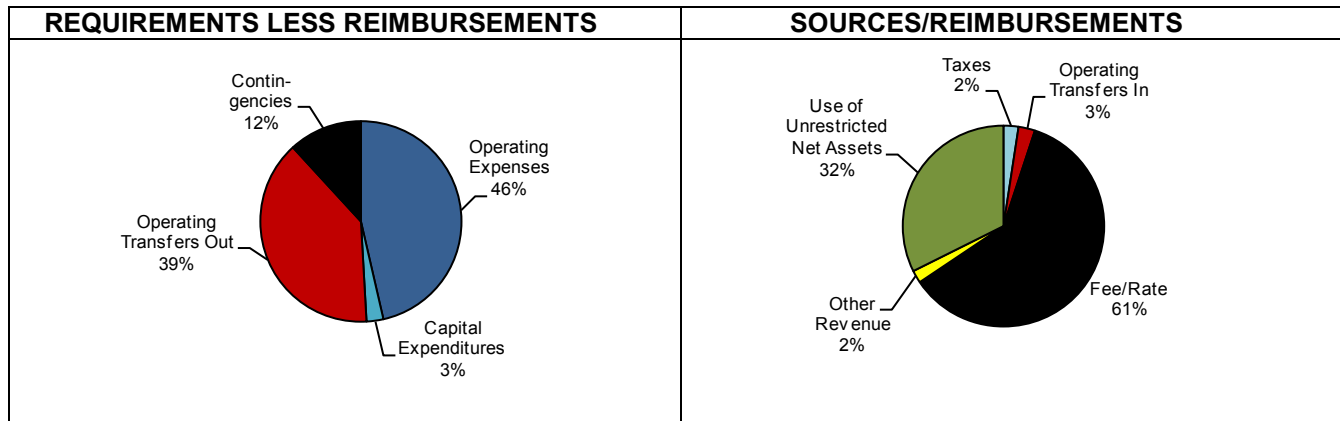 REQUIREMENTS LESS REIMBURSEMENTS
Contin-
gencies
12%
Operating
Expenses
46%
Operating
Transfers Out
39%
Capital
Expenditures
3%
SOURCES/REIMBURSEMENTS
Taxes
2%
Operating
Transfers In
3%
Use of
Unrestricted
Net Assets
32%
Fee/Rate
61%
Other
Revenue
2%